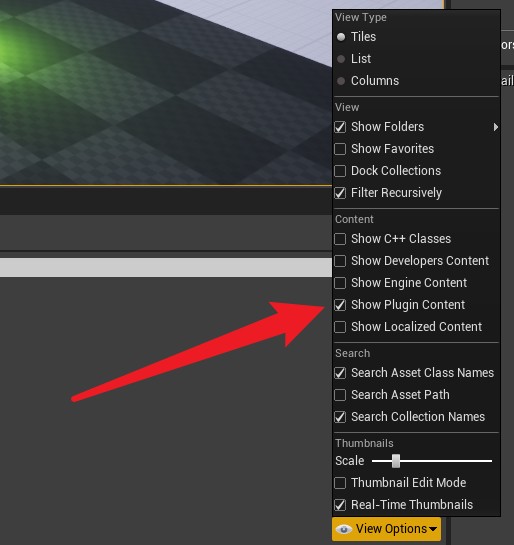 View Type
Tiles
List
Columns
View
Show Folders
Show Favorites
Dock Collections
Filter Recursively
Content
Show C++ Classes
Show Developers Content
Show Engine Content
Show Plugin Content
Show Localized Content
Search
Search Asset Class Names
Search Asset Path
Search Collection Names
Thumbnails
Scale
Thumbnail Edit Mode
Real-Time Thumbnails
View Options